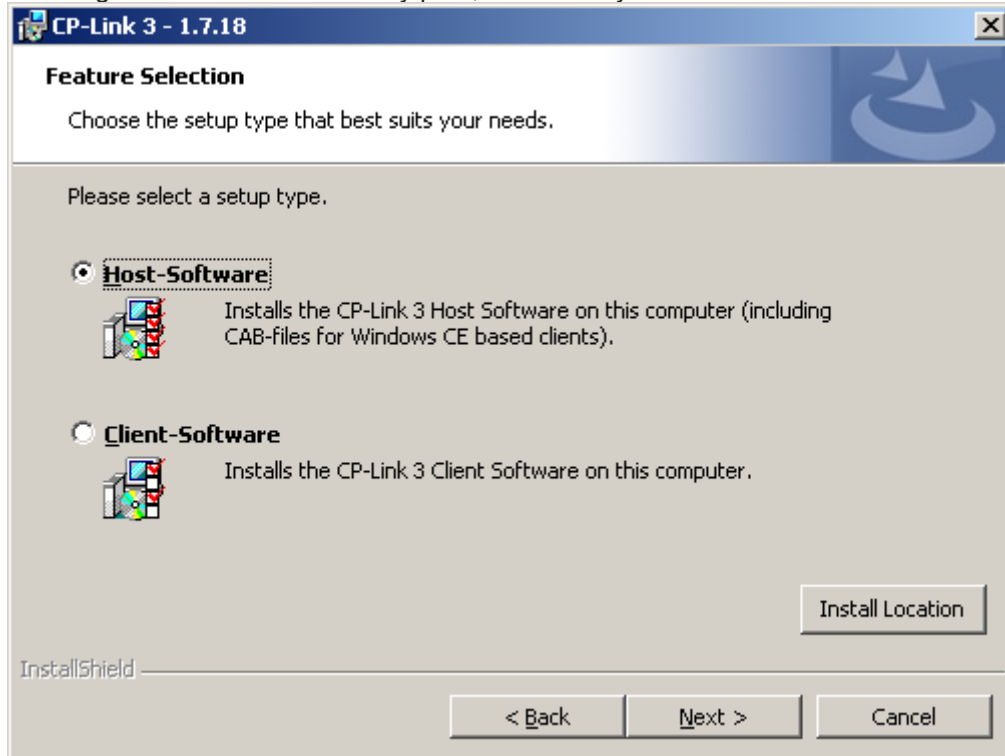 CP-Link 3 - 1.7.18
Feature Selection
Choose the setup type that best suits your needs.
Please select a setup type.
Host-Software
Installs the CP-Link 3 Host Software on this computer (including
CAB-files for Windows CE based clients).
Client-Software
Installs the CP-Link 3 Client Software on this computer.
Install Location
InstallShield
< Back
Next >
Cancel